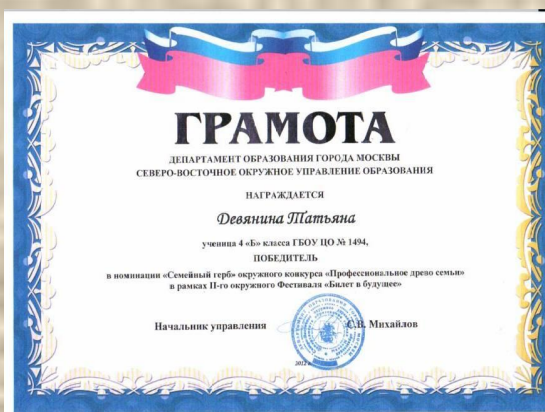 ГРАМОТА
ДЕПАРТАМЕНТ ОБРАЗОВАНИЯ ГОРОДА МОСКВЫ
СЕВЕРО-ВОСТОЧНОЕ ОКРУЖНОЕ УПРАВЛЕНИЕ ОБРАЗОВАНИЯ
НАГРАЖДАЕТСЯ
Девянина Татьяна
ученица 4 «Б» класса ГБОУ ЦО № 1494,
ПОБЕДИТЕЛЬ
в номинации «Семейный герб» окружного конкурса «Профессиональное древо семьи»
в рамках II-го окружного Фестиваля «Билет в будущее»
Начальник управления С.В. Михайлов
2012 г.